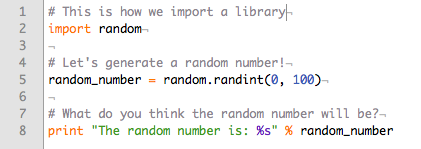 1 # This is how we import a library
2 import random¬
3 ¬
4 # Let's generate a random number!¬
5 random_number = random.randint(0, 100)¬
6 ¬
7 # What do you think the random number will be?¬
8 print "The random number is: %s" % random_number